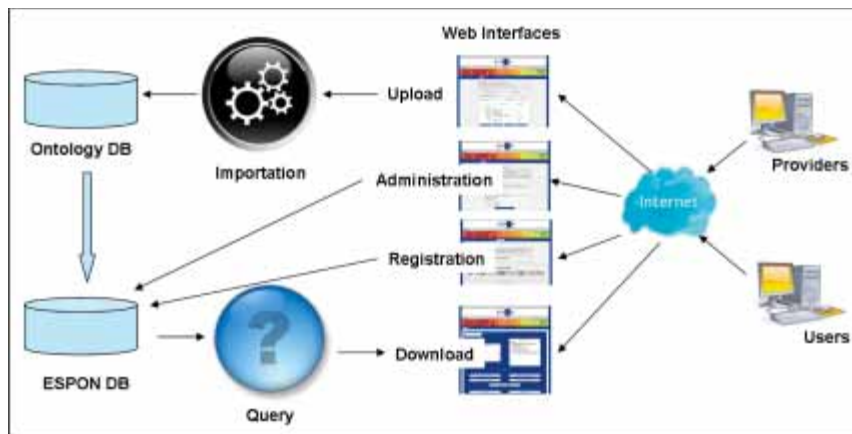 Web Interfaces
Upload
Ontology DB
Importation
Administration
Providers
Internet
Registration
Users
ESPON DB
Download
Query